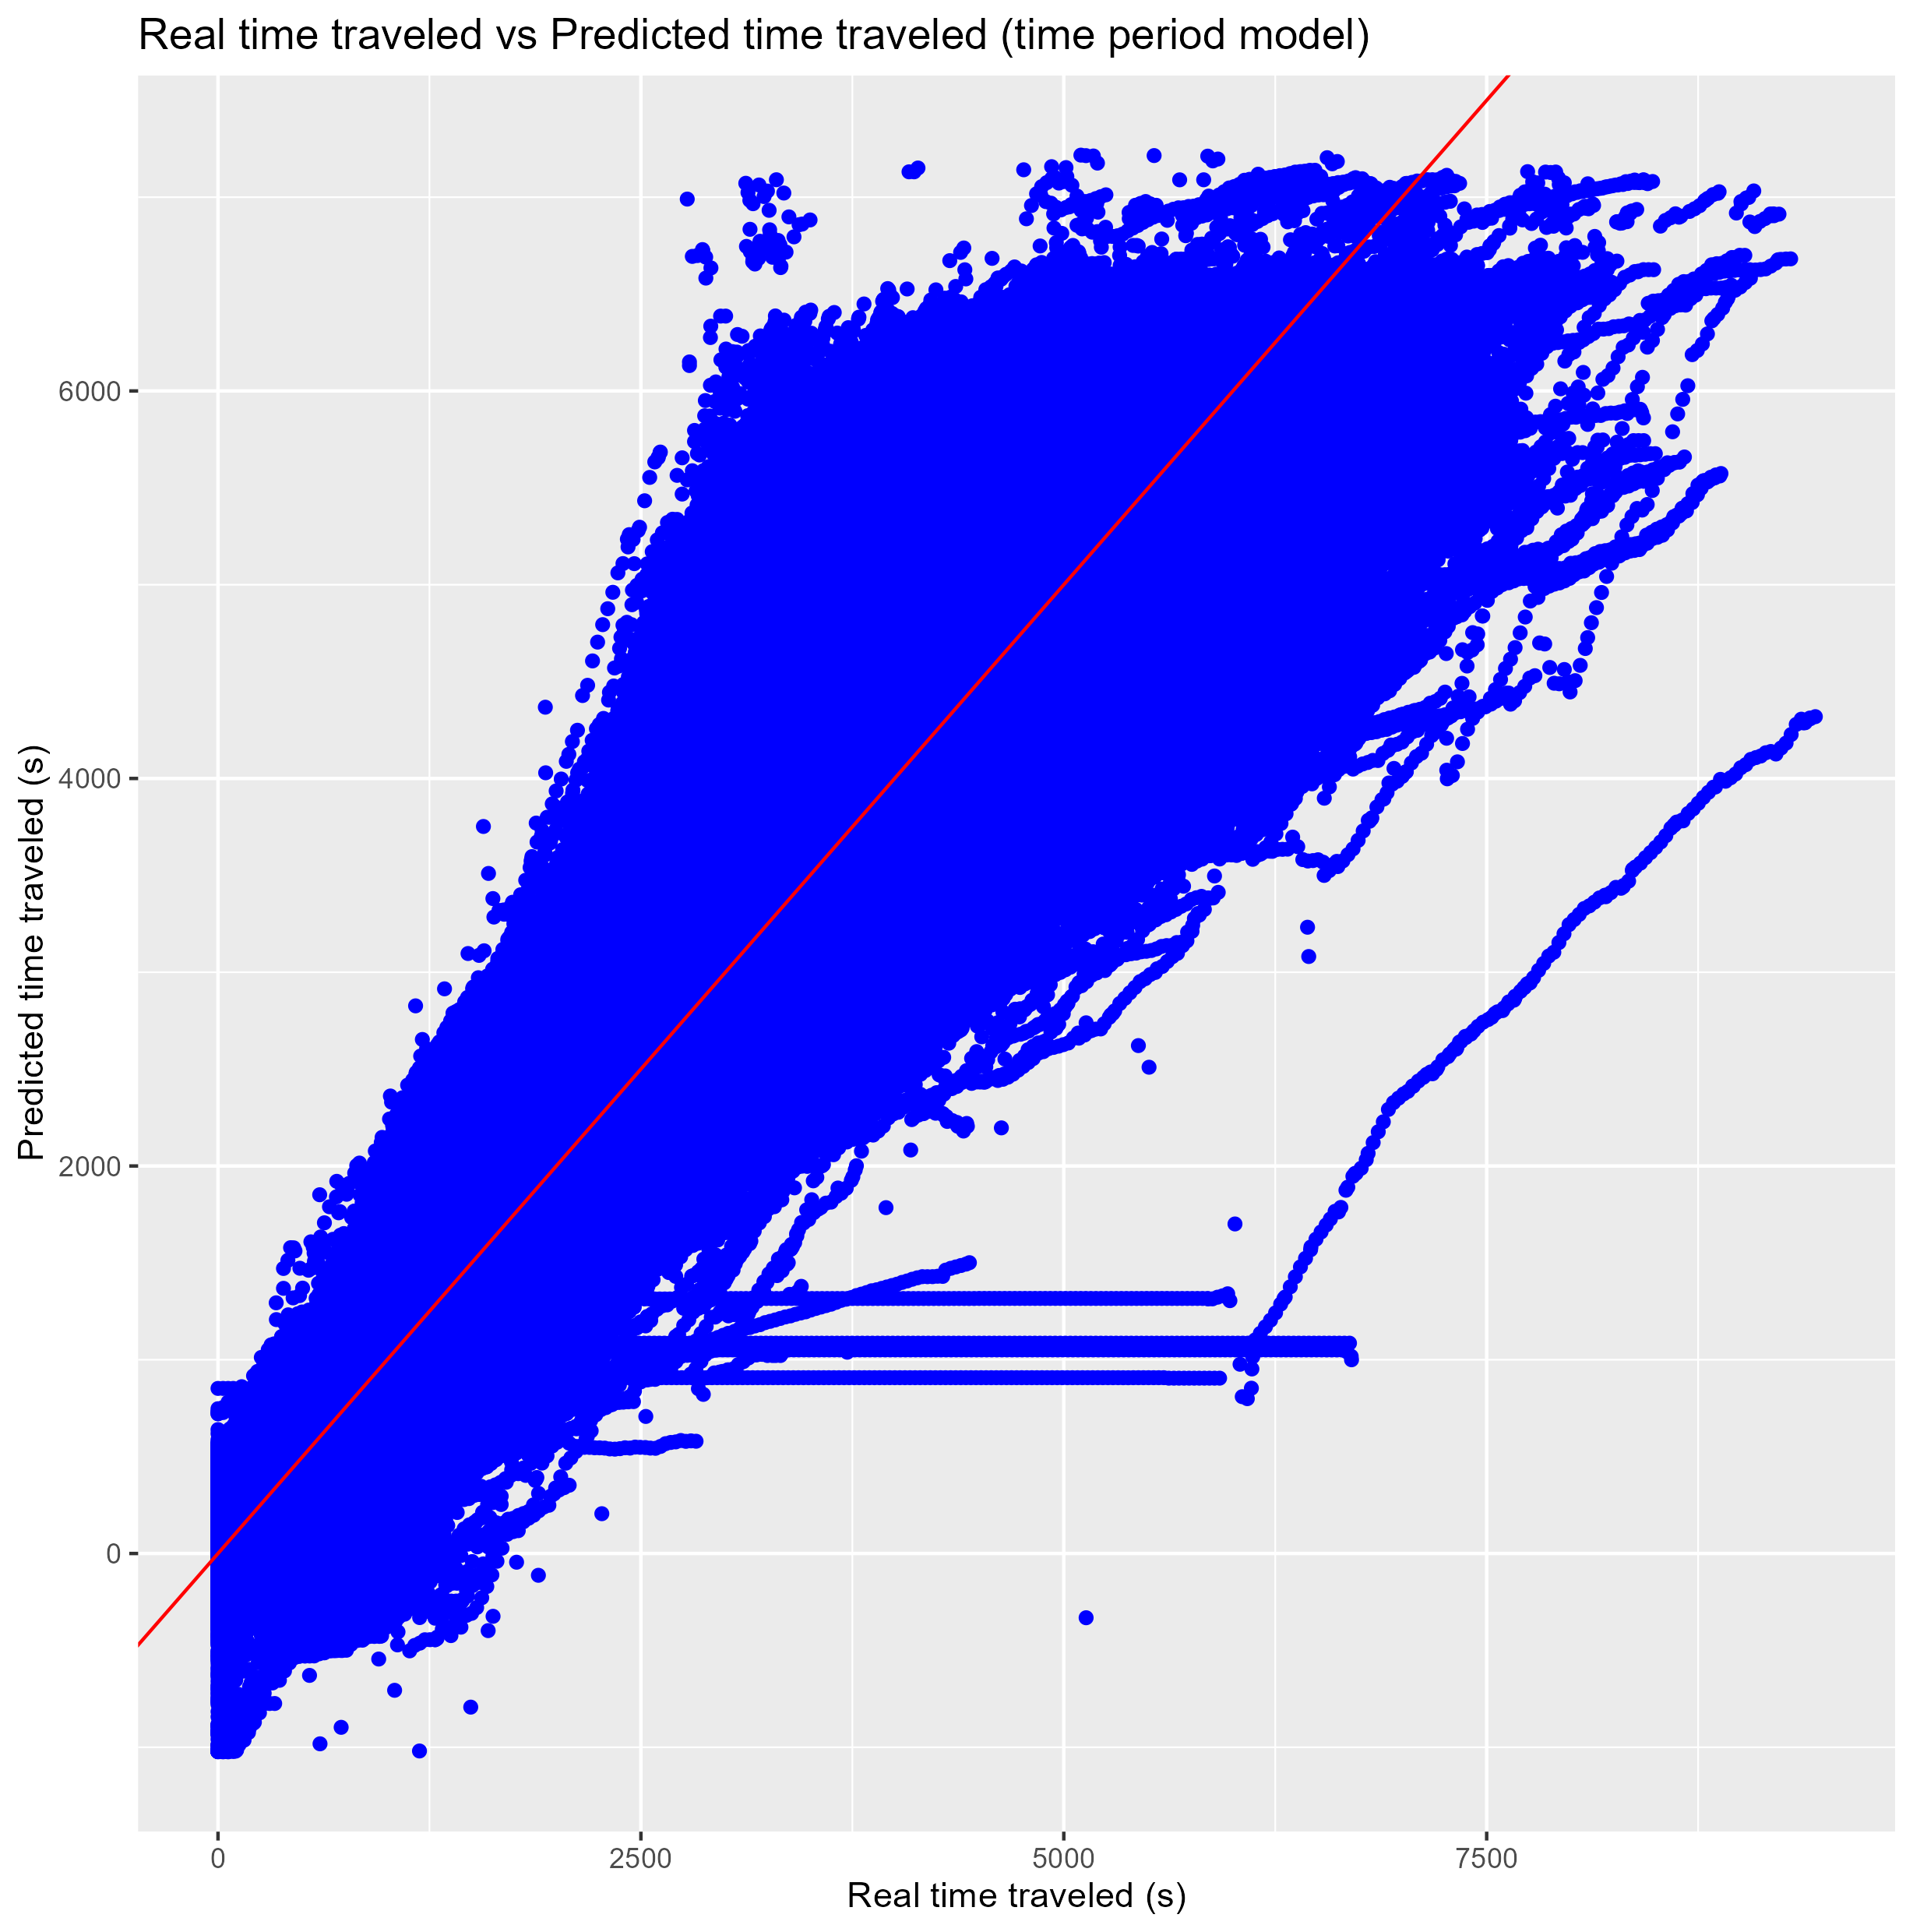 Real time traveled vs Predicted time traveled (time period model)
Predicted time traveled (s)
6000
4000
2000
0
0 2500 5000 7500
Real time traveled (s)